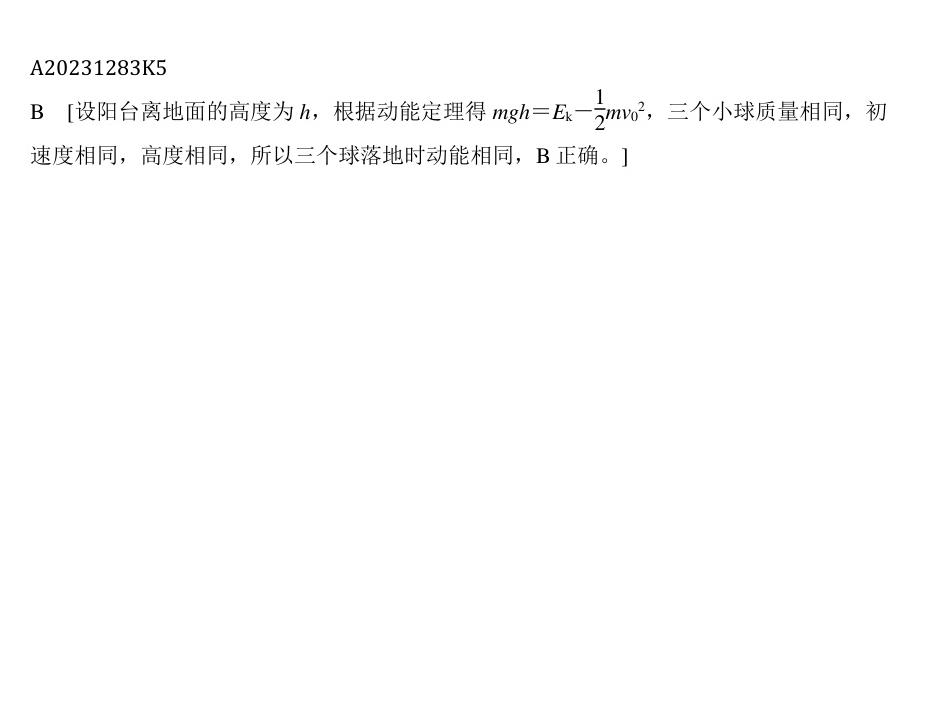 A20231283K5
B [设阳台离地面的高度为 h，根据动能定理得 mgh＝Eₖ－1/2mv₀²，三个小球质量相同，初
速度相同，高度相同，所以三个球落地时动能相同，B 正确。]